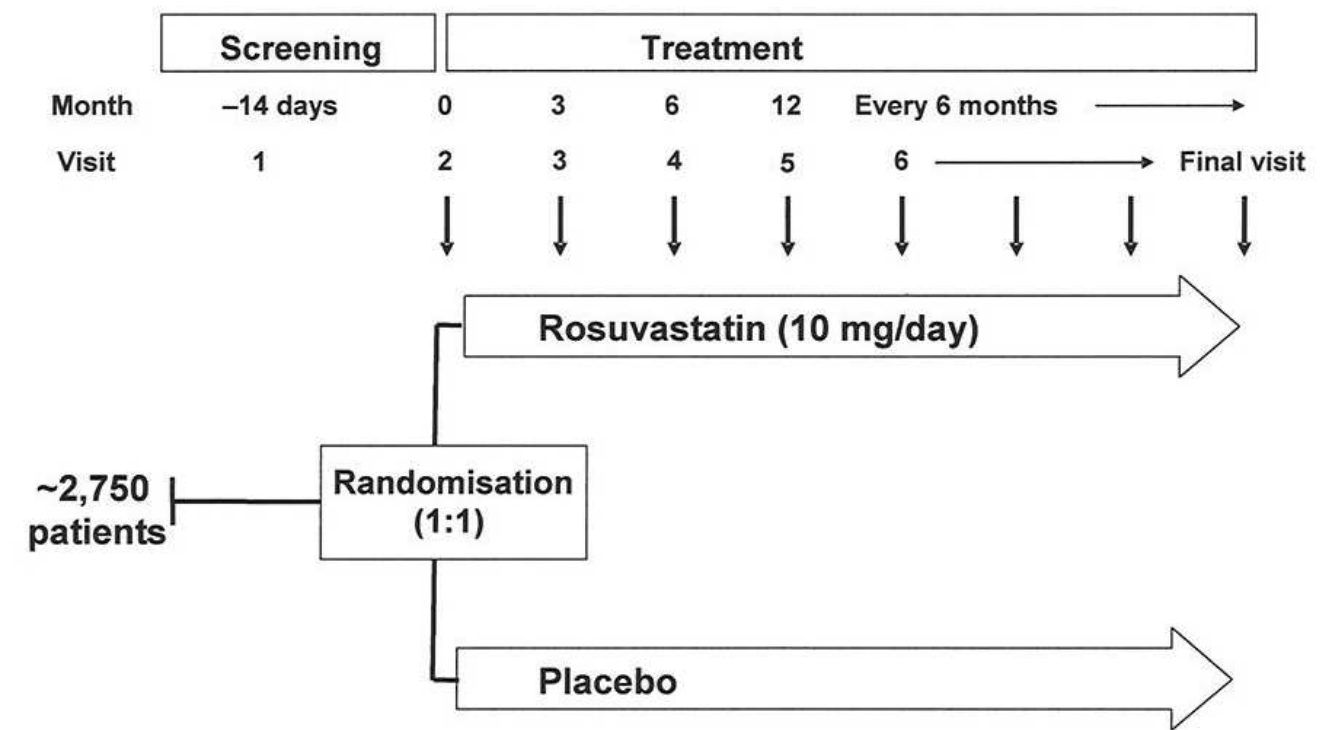 Screening Treatment
Month –14 days 0 3 6 12 Every 6 months
Visit 1 2 3 4 5 6 Final visit
Rosuvastatin (10 mg/day)
~2,750
patients
Randomisation
(1:1)
Placebo